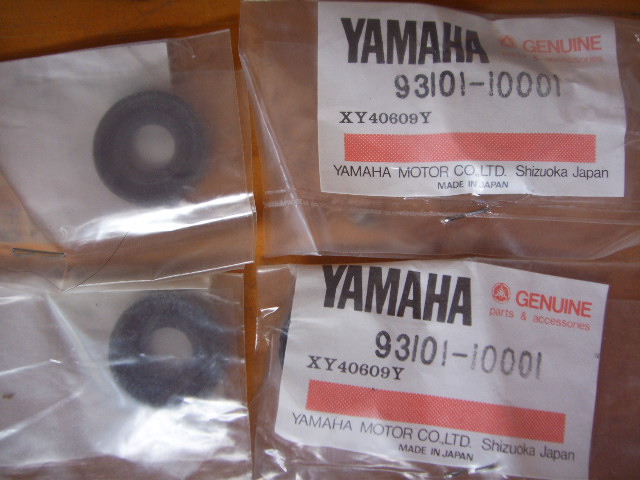 YAMAHA
GENUINE
93101-10001
XY40609Y
YAMAHA MOTOR CO.,LTD. Shizuoka Japan
MADE IN JAPAN
YAMAHA
GENUINE
parts & accessories
93101-10001
XY40609Y
YAMAHA MOTOR CO.,LTD. Shizuoka Japan
MADE IN JAPAN